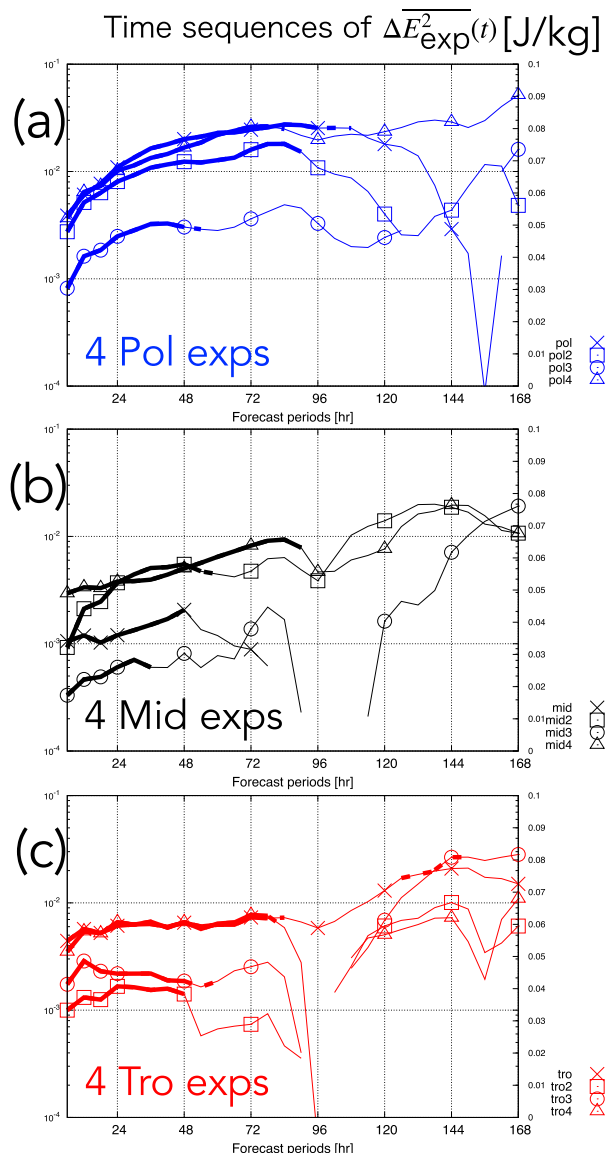 Time sequences of ΔE²exp(t) [J/kg]
(a)
10⁻¹
10⁻²
10⁻³
10⁻⁴
0.1
0.09
0.08
0.07
0.06
0.05
0.04
0.03
0.02
0.01
0
4 Pol exps
pol
pol2
pol3
pol4
24 48 72 96 120 144 168
Forecast periods [hr]
(b)
10⁻¹
10⁻²
10⁻³
10⁻⁴
0.1
0.09
0.08
0.07
0.06
0.05
0.04
0.03
0.02
0.01
0
4 Mid exps
mid
mid2
mid3
mid4
24 48 72 96 120 144 168
Forecast periods [hr]
(c)
10⁻¹
10⁻²
10⁻³
10⁻⁴
0.1
0.09
0.08
0.07
0.06
0.05
0.04
0.03
0.02
0.01
0
4 Tro exps
tro
tro2
tro3
tro4
24 48 72 96 120 144 168
Forecast periods [hr]